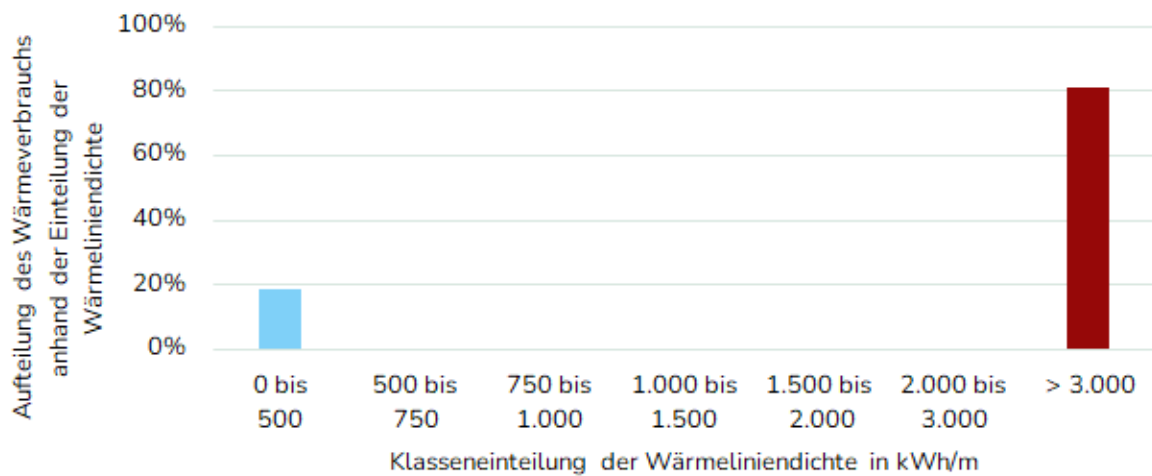 Aufteilung des Wärmeverbrauchs
anhand der Einteilung der
Wärmeliniendichte
100%
80%
60%
40%
20%
0%
0 bis
500
500 bis
750
750 bis
1.000
1.000 bis
1.500
1.500 bis
2.000
2.000 bis
3.000
> 3.000
Klasseneinteilung der Wärmeliniendichte in kWh/m